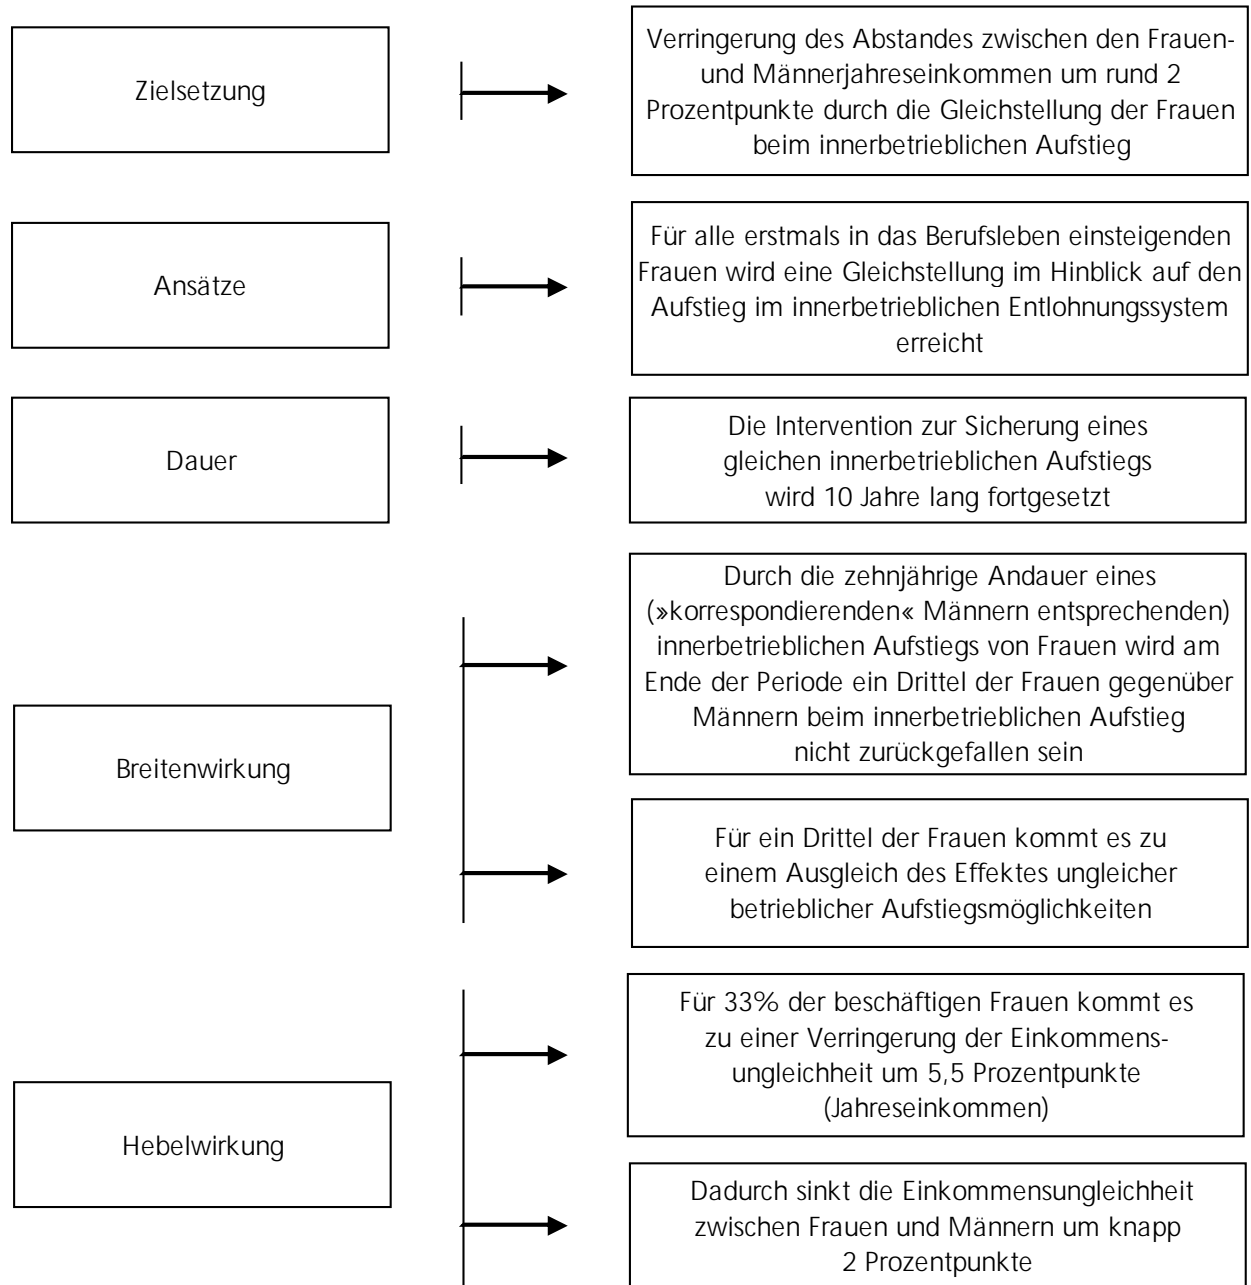 Zielsetzung
Verringerung des Abstandes zwischen den Frauen-
und Männerjahreseinkommen um rund 2
Prozentpunkte durch die Gleichstellung der Frauen
beim innerbetrieblichen Aufstieg
Ansätze
Für alle erstmals in das Berufsleben einsteigenden
Frauen wird eine Gleichstellung im Hinblick auf den
Aufstieg im innerbetrieblichen Entlohnungssystem
erreicht
Dauer
Die Intervention zur Sicherung eines
gleichen innerbetrieblichen Aufstiegs
wird 10 Jahre lang fortgesetzt
Breitenwirkung
Durch die zehnjährige Andauer eines
(»korrespondierenden« Männern entsprechenden)
innerbetrieblichen Aufstiegs von Frauen wird am
Ende der Periode ein Drittel der Frauen gegenüber
Männern beim innerbetrieblichen Aufstieg
nicht zurückgefallen sein
Für ein Drittel der Frauen kommt es zu
einem Ausgleich des Effektes ungleicher
betrieblicher Aufstiegsmöglichkeiten
Hebelwirkung
Für 33% der beschäftigen Frauen kommt es
zu einer Verringerung der Einkommens-
ungleichheit um 5,5 Prozentpunkte
(Jahreseinkommen)
Dadurch sinkt die Einkommensungleichheit
zwischen Frauen und Männern um knapp
2 Prozentpunkte